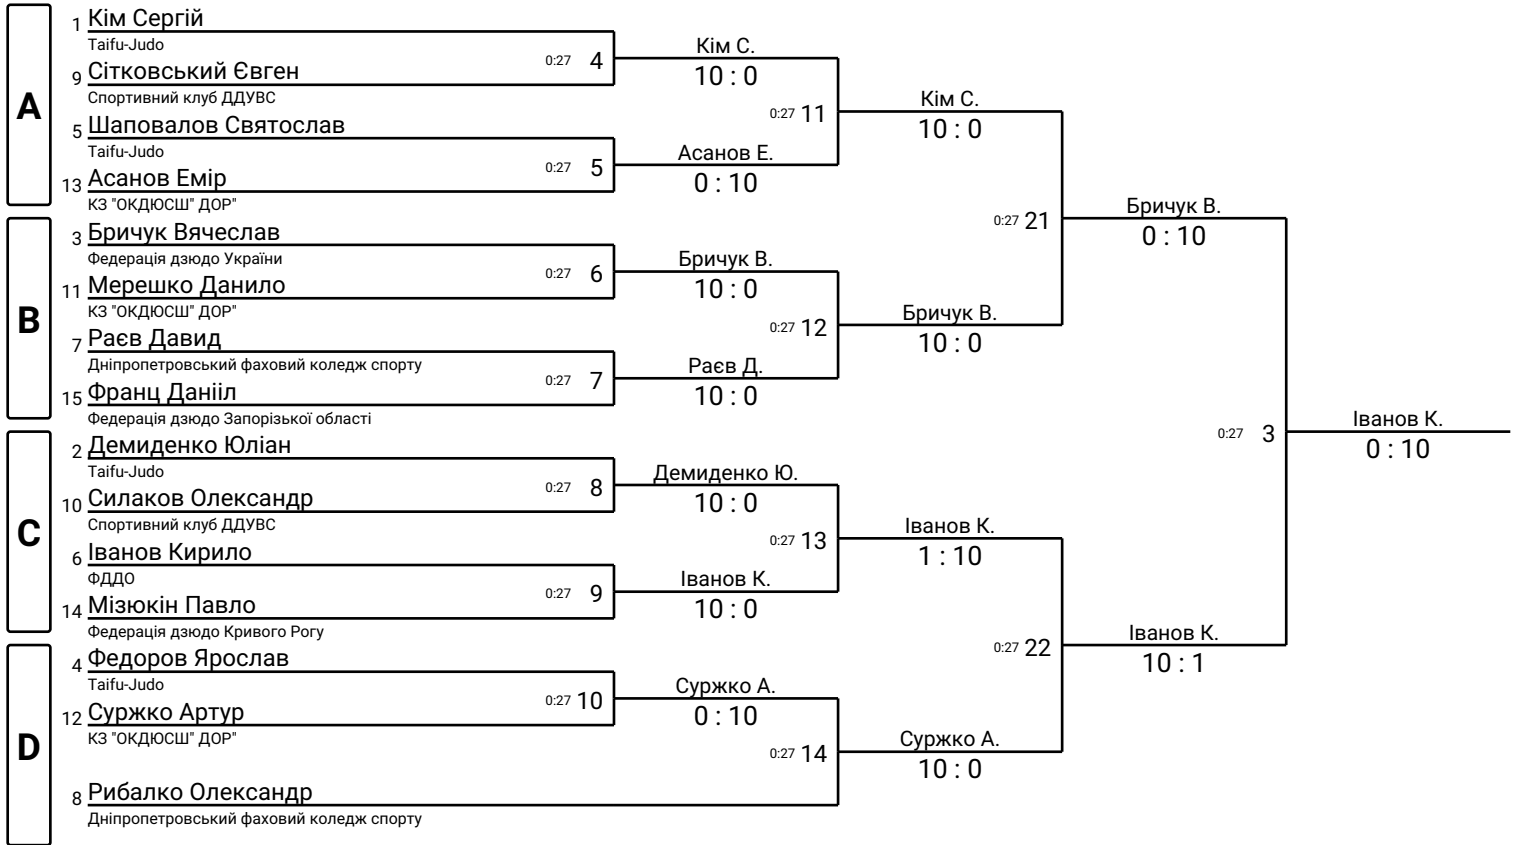 A
1 Кім Сергій
Taifu-Judo
9 Сітковський Євген
Спортивний клуб ДДУВС
0:27 4
Кім С.
10 : 0
5 Шаповалов Святослав
Taifu-Judo
13 Асанов Емір
КЗ "ОКДЮСШ" ДОР"
0:27 5
Асанов Е.
0 : 10
0:27 11
Кім С.
10 : 0
B
3 Бричук Вячеслав
Федерація дзюдо України
11 Мерешко Данило
КЗ "ОКДЮСШ" ДОР"
0:27 6
Бричук В.
10 : 0
7 Раєв Давид
Дніпропетровський фаховий коледж спорту
15 Франц Данііл
Федерація дзюдо Запорізької області
0:27 7
Раєв Д.
10 : 0
0:27 12
Бричук В.
10 : 0
0:27 21
Бричук В.
0 : 10
C
2 Демиденко Юліан
Taifu-Judo
10 Силаков Олександр
Спортивний клуб ДДУВС
0:27 8
Демиденко Ю.
10 : 0
6 Іванов Кирило
ФДДО
14 Мізюкін Павло
Федерація дзюдо Кривого Рогу
0:27 9
Іванов К.
10 : 0
0:27 13
Іванов К.
1 : 10
D
4 Федоров Ярослав
Taifu-Judo
12 Суржко Артур
КЗ "ОКДЮСШ" ДОР"
0:27 10
Суржко А.
0 : 10
8 Рибалко Олександр
Дніпропетровський фаховий коледж спорту
0:27 14
Суржко А.
10 : 0
0:27 22
Іванов К.
10 : 1
0:27 3
Іванов К.
0 : 10